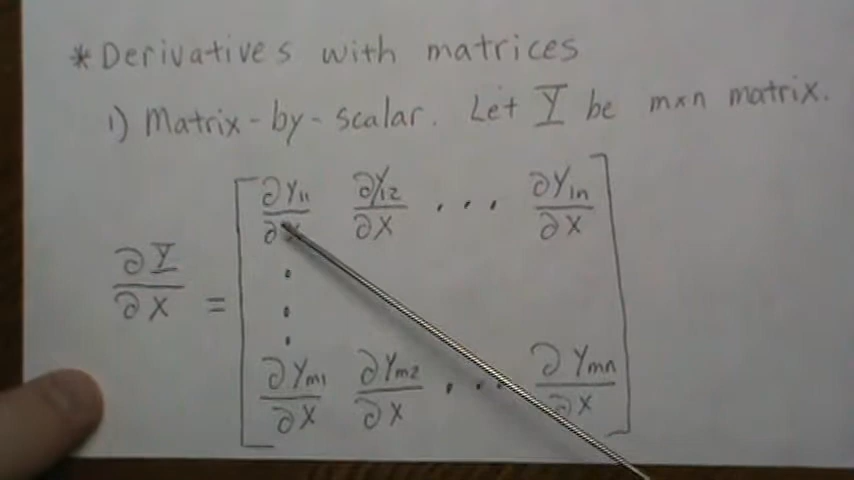 * Derivatives with matrices
1) Matrix-by-scalar. Let Y be m×n matrix.
∂Y/∂x = [ ∂Y11/∂x ∂Y12/∂x ... ∂Y1n/∂x
⋮
∂Ym1/∂x ∂Ym2/∂x ... ∂Ymn/∂x ]